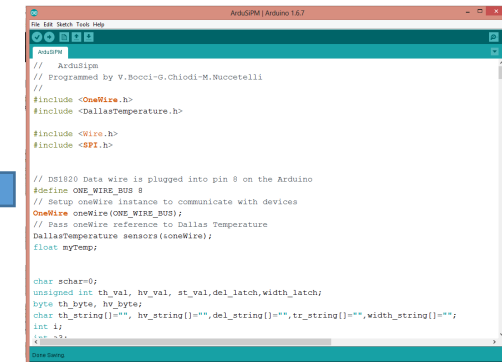 ArduSiPM | Arduino 1.6.7
File Edit Sketch Tools Help
ArduSiPM
//   ArduSipm
// Programmed by V.Bocci-G.Chiodi-M.Nuccetelli
//
#include <OneWire.h>
#include <DallasTemperature.h>
#include <Wire.h>
#include <SPI.h>
// DS1820 Data wire is plugged into pin 8 on the Arduino
#define ONE_WIRE_BUS 8
// Setup oneWire instance to communicate with devices
OneWire oneWire(ONE_WIRE_BUS);
// Pass oneWire reference to Dallas Temperature
DallasTemperature sensors(&oneWire);
float myTemp;
char schar=0;
unsigned int th_val, hv_val, st_val,del_latch,width_latch;
byte th_byte, hv_byte;
char th_string[]="", hv_string[]="",del_string[]="",tr_string[]="",width_string[]="";
int i;
Done Saving.